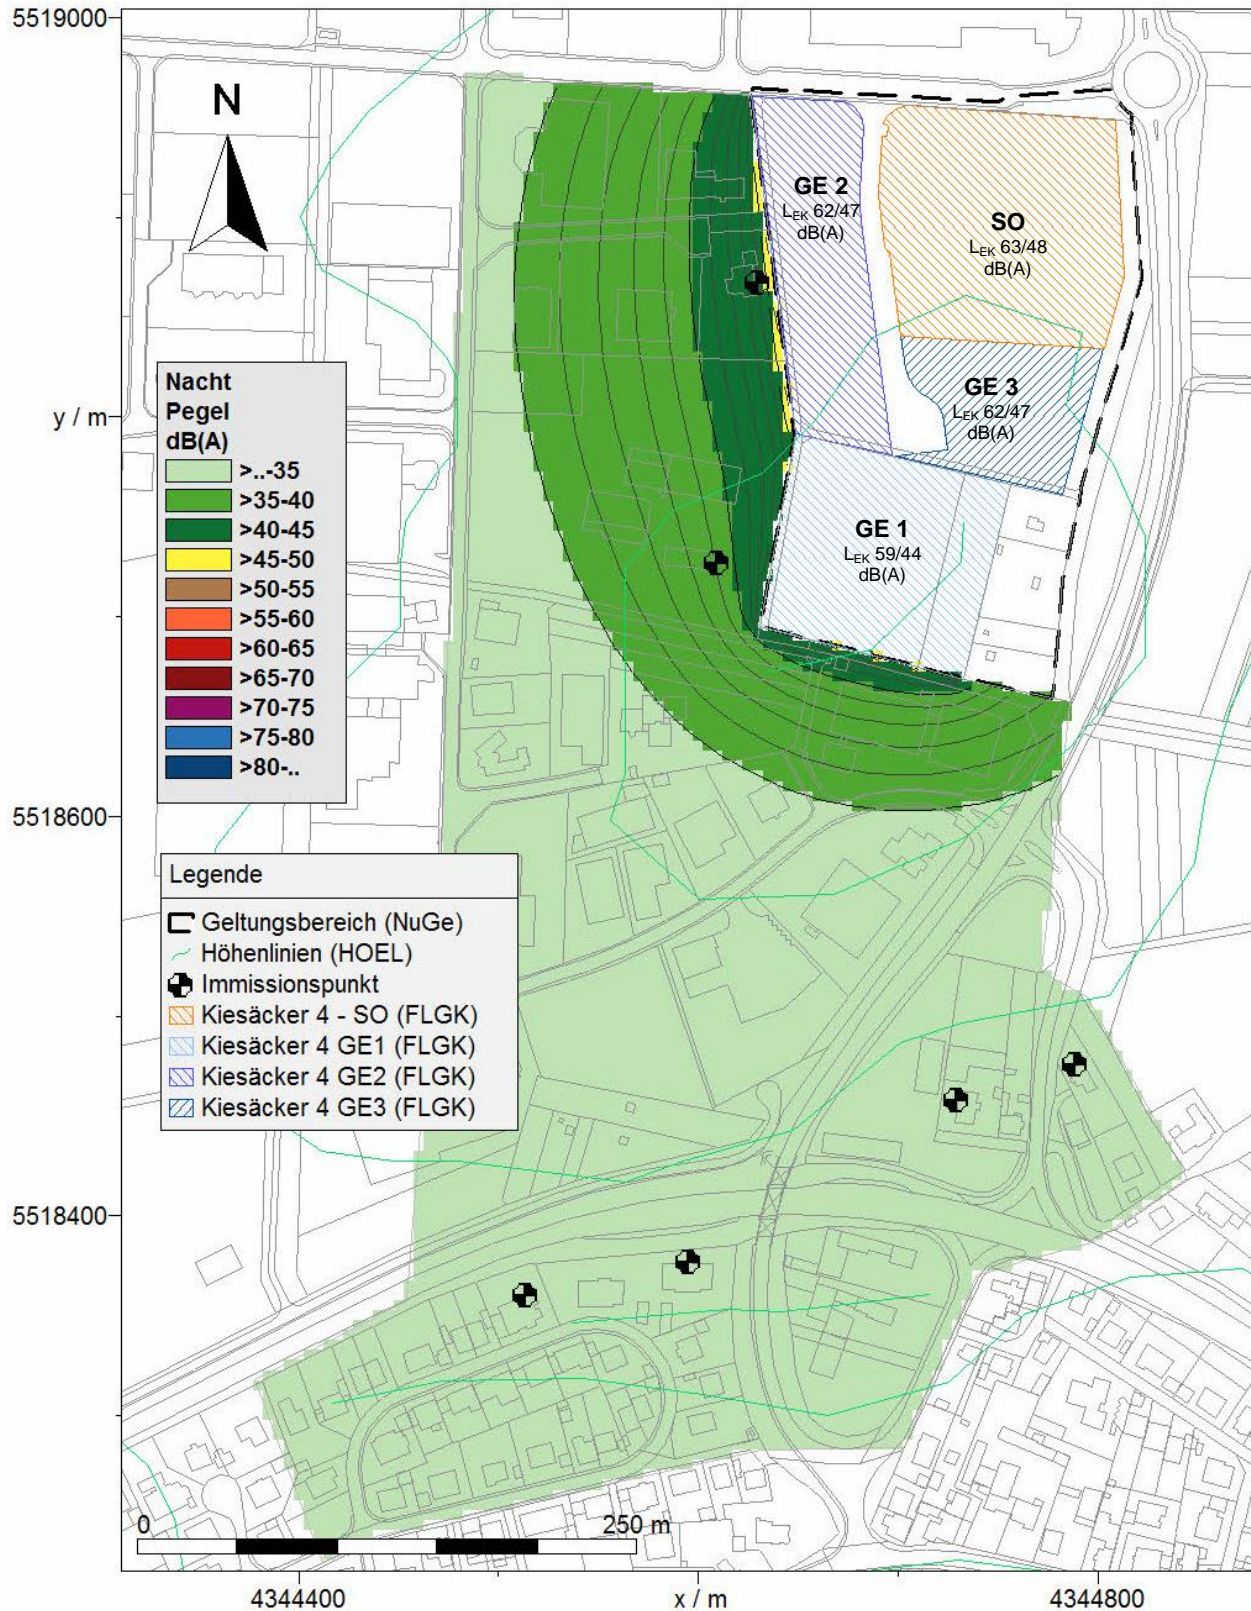 5519000
N
GE 2
LEK 62/47
dB(A)
SO
LEK 63/48
dB(A)
GE 3
LEK 62/47
dB(A)
GE 1
LEK 59/44
dB(A)
y / m
Nacht
Pegel
dB(A)
>..-35
>35-40
>40-45
>45-50
>50-55
>55-60
>60-65
>65-70
>70-75
>75-80
>80-..
5518600
Legende
Geltungsbereich (NuGe)
Höhenlinien (HOEL)
Immissionspunkt
Kiesäcker 4 - SO (FLGK)
Kiesäcker 4 GE1 (FLGK)
Kiesäcker 4 GE2 (FLGK)
Kiesäcker 4 GE3 (FLGK)
5518400
0 250 m
4344400 x / m 4344800